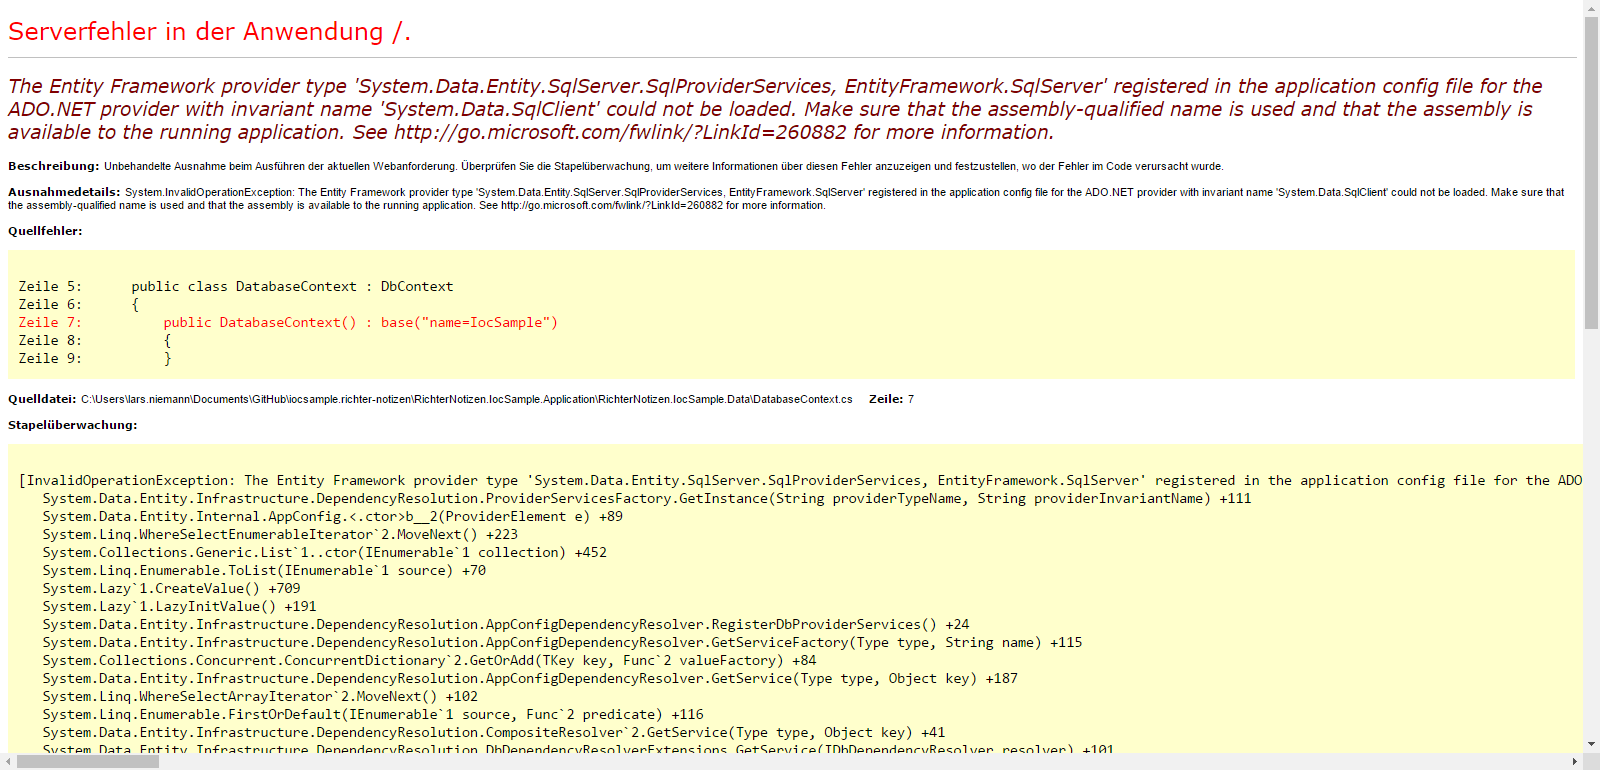 Serverfehler in der Anwendung /.
The Entity Framework provider type 'System.Data.Entity.SqlServer.SqlProviderServices, EntityFramework.SqlServer' registered in the application config file for the
ADO.NET provider with invariant name 'System.Data.SqlClient' could not be loaded. Make sure that the assembly-qualified name is used and that the assembly is
available to the running application. See http://go.microsoft.com/fwlink/?LinkId=260882 for more information.
Beschreibung: Unbehandelte Ausnahme beim Ausführen der aktuellen Webanforderung. Überprüfen Sie die Stapelüberwachung, um weitere Informationen über diesen Fehler anzuzeigen und festzustellen, wo der Fehler im Code verursacht wurde.
Ausnahmedetails: System.InvalidOperationException: The Entity Framework provider type 'System.Data.Entity.SqlServer.SqlProviderServices, EntityFramework.SqlServer' registered in the application config file for the ADO.NET provider with invariant name 'System.Data.SqlClient' could not be loaded. Make sure that
the assembly-qualified name is used and that the assembly is available to the running application. See http://go.microsoft.com/fwlink/?LinkId=260882 for more information.
Quellfehler:
Zeile 5:      public class DatabaseContext : DbContext
Zeile 6:      {
Zeile 7:          public DatabaseContext() : base("name=IocSample")
Zeile 8:          {
Zeile 9:          }
Quelldatei: C:\Users\lars.niemann\Documents\GitHub\iocsample.richter-notizen\RichterNotizen.IocSample.Application\RichterNotizen.IocSample.Data\DatabaseContext.cs    Zeile: 7
Stapelüberwachung:
[InvalidOperationException: The Entity Framework provider type 'System.Data.Entity.SqlServer.SqlProviderServices, EntityFramework.SqlServer' registered in the application config file for the ADO
System.Data.Entity.Infrastructure.DependencyResolution.ProviderServicesFactory.GetInstance(String providerTypeName, String providerInvariantName) +111
System.Data.Entity.Internal.AppConfig.<.ctor>b__2(ProviderElement e) +89
System.Linq.WhereSelectEnumerableIterator`2.MoveNext() +223
System.Collections.Generic.List`1..ctor(IEnumerable`1 collection) +452
System.Linq.Enumerable.ToList(IEnumerable`1 source) +70
System.Lazy`1.CreateValue() +709
System.Lazy`1.LazyInitValue() +191
System.Data.Entity.Infrastructure.DependencyResolution.AppConfigDependencyResolver.RegisterDbProviderServices() +24
System.Data.Entity.Infrastructure.DependencyResolution.AppConfigDependencyResolver.GetServiceFactory(Type type, String name) +115
System.Collections.Concurrent.ConcurrentDictionary`2.GetOrAdd(TKey key, Func`2 valueFactory) +84
System.Data.Entity.Infrastructure.DependencyResolution.AppConfigDependencyResolver.GetService(Type type, Object key) +187
System.Linq.WhereSelectArrayIterator`2.MoveNext() +102
System.Linq.Enumerable.FirstOrDefault(IEnumerable`1 source, Func`2 predicate) +116
System.Data.Entity.Infrastructure.DependencyResolution.CompositeResolver`2.GetService(Type type, Object key) +41
System.Data.Entity.Infrastructure.DependencyResolution.DbDependencyResolverExtensions.GetService(IDbDependencyResolver resolver) +101